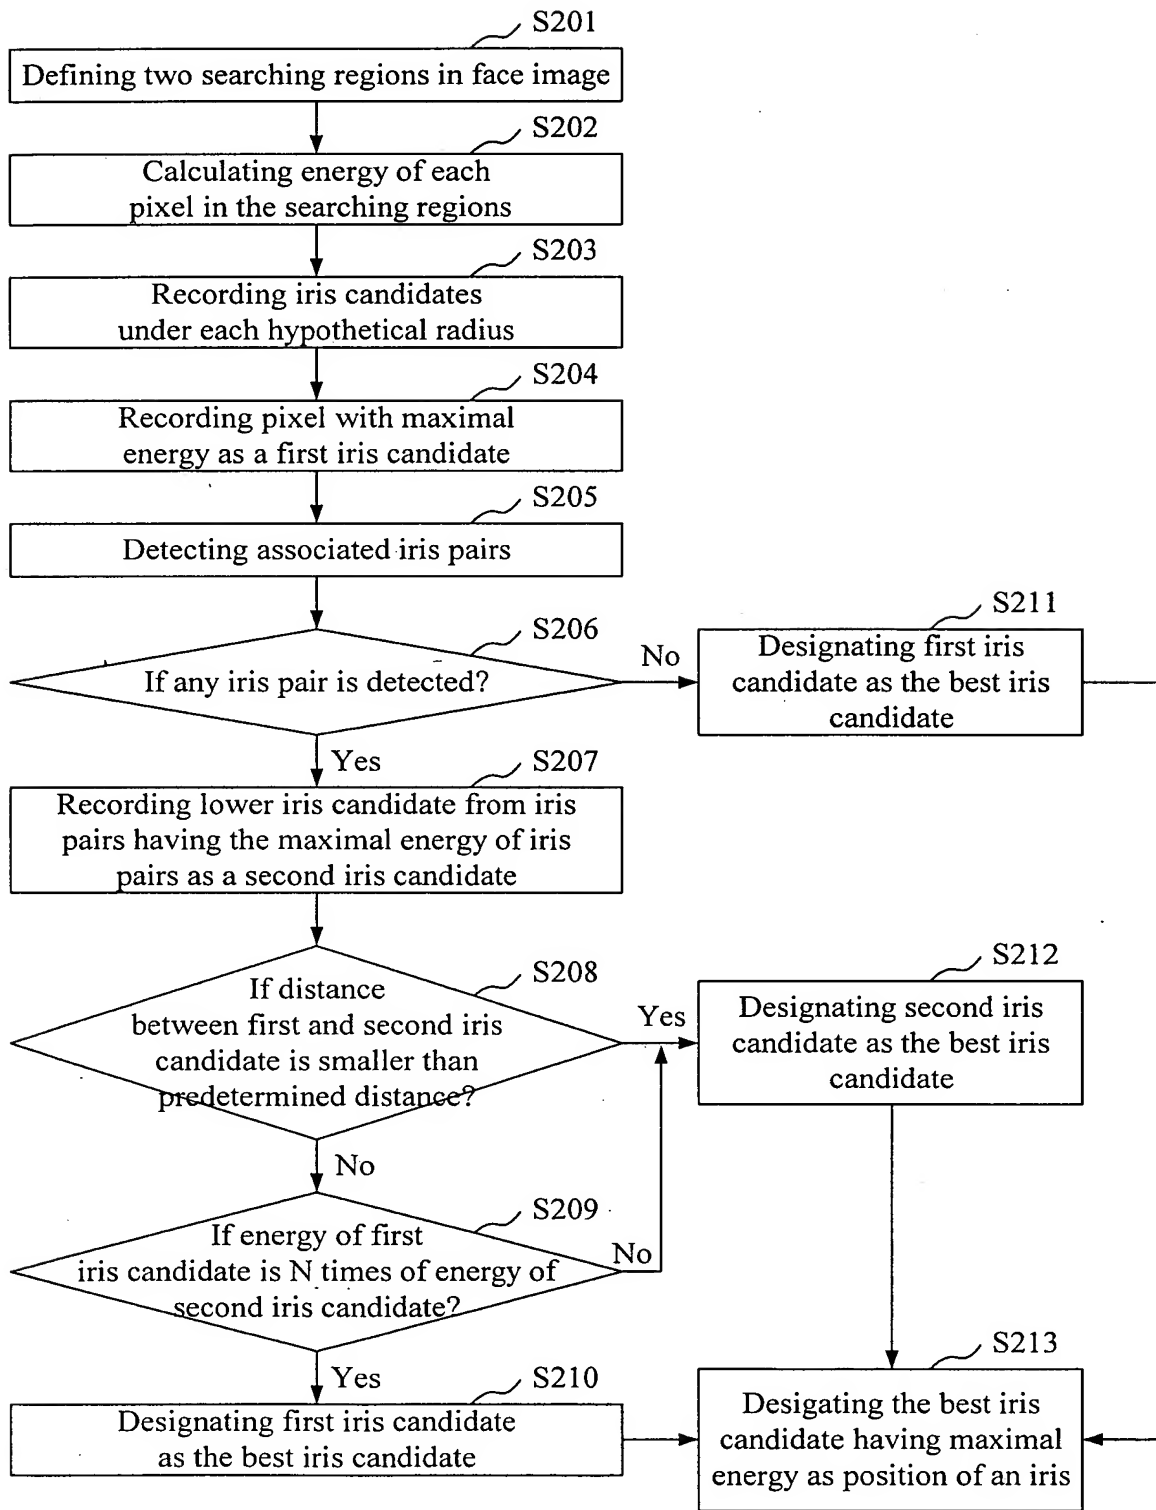 S201
Defining two searching regions in face image
S202
Calculating energy of each
pixel in the searching regions
S203
Recording iris candidates
under each hypothetical radius
S204
Recording pixel with maximal
energy as a first iris candidate
S205
Detecting associated iris pairs
S206
If any iris pair is detected?
No
S211
Designating first iris
candidate as the best iris
candidate
Yes
S207
Recording lower iris candidate from iris
pairs having the maximal energy of iris
pairs as a second iris candidate
S208
If distance
between first and second iris
candidate is smaller than
predetermined distance?
Yes
S212
Designating second iris
candidate as the best iris
candidate
No
S209
If energy of first
iris candidate is N times of energy of
second iris candidate?
No
Yes
S210
Designating first iris candidate
as the best iris candidate
S213
Desigating the best iris
candidate having maximal
energy as position of an iris